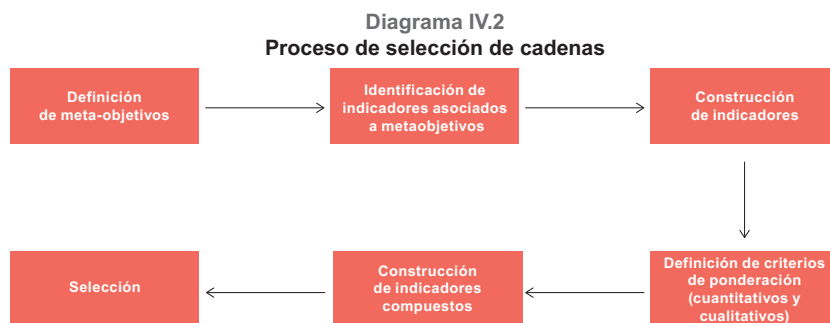 Diagrama IV.2
Proceso de selección de cadenas
Definición
de meta-objetivos
Identificación de
indicadores asociados
a metaobjetivos
Construcción
de indicadores
Definición de criterios
de ponderación
(cuantitativos y
cualitativos)
Construcción
de indicadores
compuestos
Selección